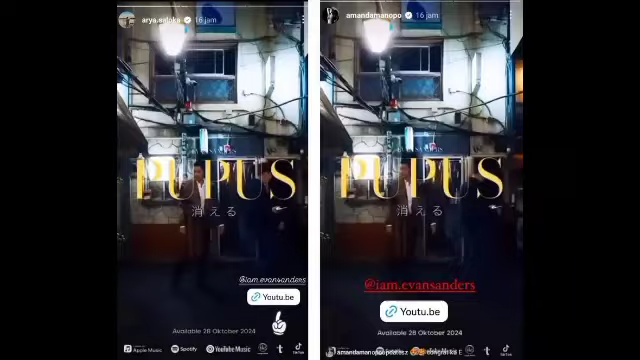 arya.saloka 16 jam
PUPUS
消える
@iam.evansanders
Youtu.be
Available 28 Oktober 2024
Apple Music Spotify YouTube Music TikTok
amandamanopo 16 jam
PUPUS
消える
@iam.evansanders
Youtu.be
Available 28 Oktober 2024
TikTok